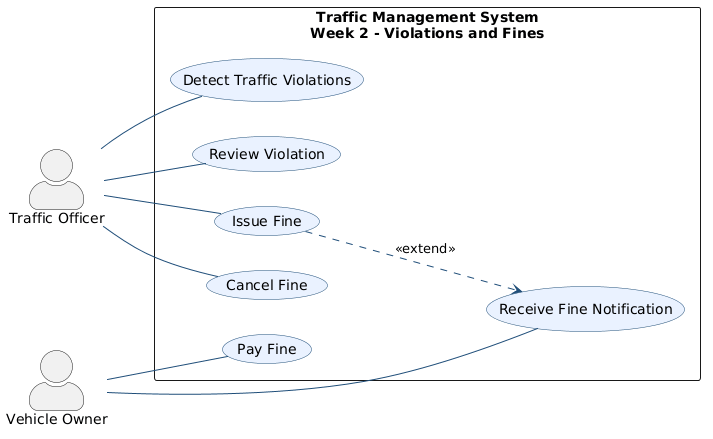 Traffic Management System
Week 2 - Violations and Fines
Detect Traffic Violations
Review Violation
Traffic Officer
Issue Fine
«extend»
Cancel Fine
Receive Fine Notification
Pay Fine
Vehicle Owner